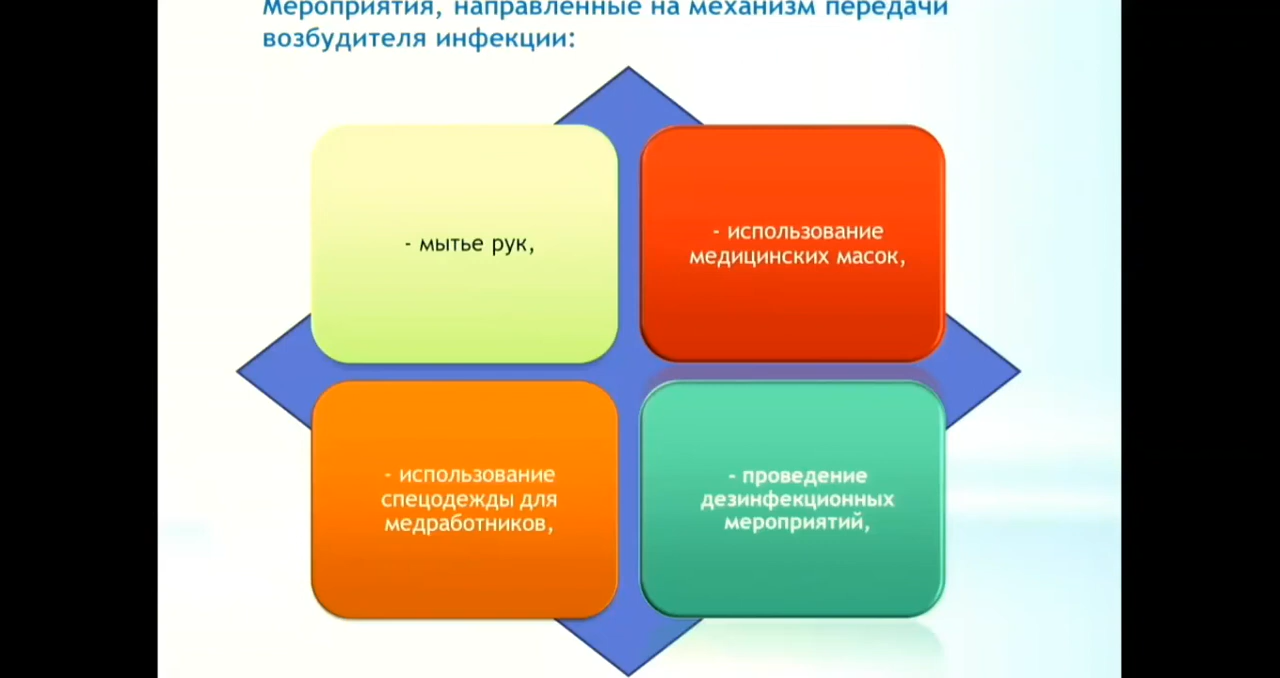 Мероприятия, направленные на механизм передачи
возбудителя инфекции:
- мытье рук,
- использование
медицинских масок,
- использование
спецодежды для
медработников,
- проведение
дезинфекционных
мероприятий,